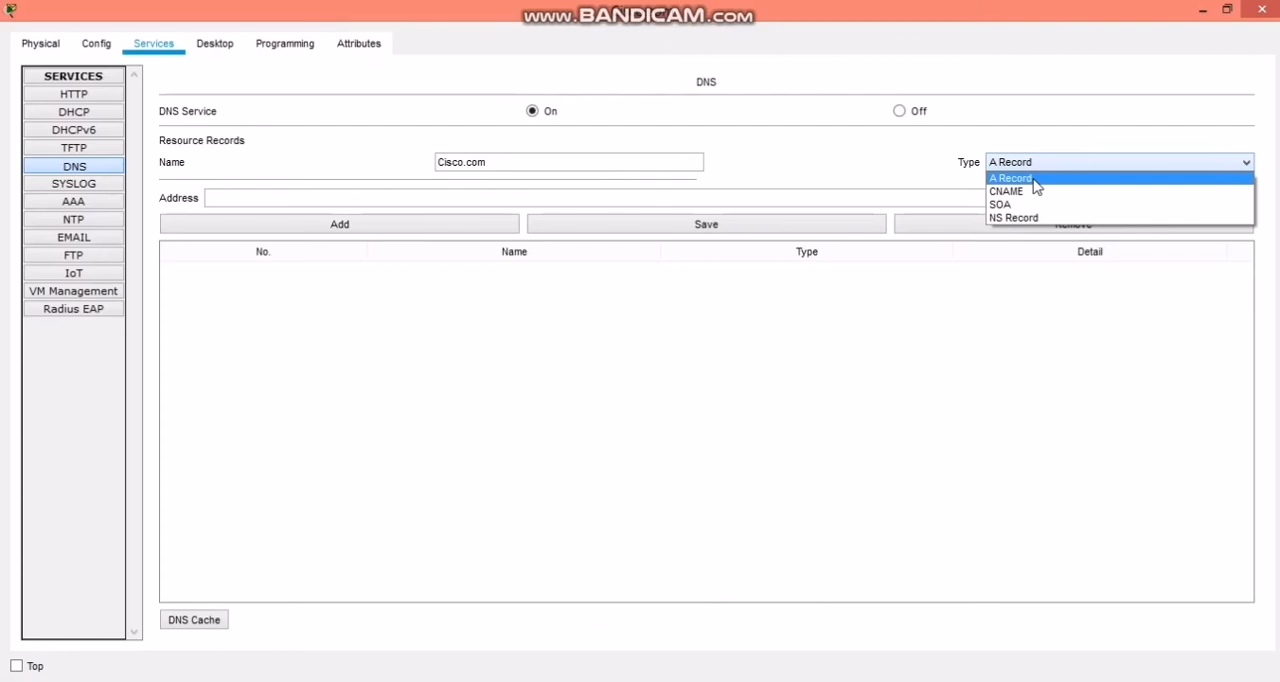 www.BANDICAM.com
Physical Config Services Desktop Programming Attributes
SERVICES
HTTP
DHCP
DHCPv6
TFTP
DNS
SYSLOG
AAA
NTP
EMAIL
FTP
IoT
VM Management
Radius EAP
DNS
DNS Service On Off
Resource Records
Name Cisco.com Type A Record
A Record
CNAME
SOA
NS Record
Address
Add Save Remove
No. Name Type Detail
DNS Cache
Top